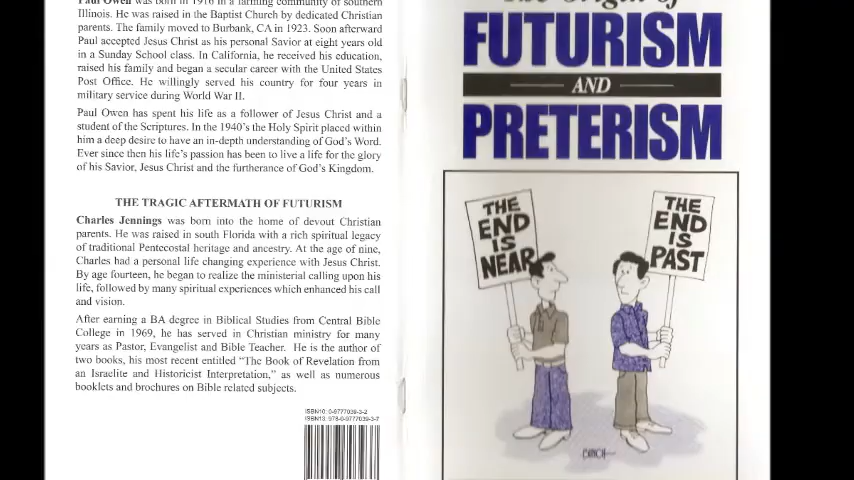 Paul Owen was born in 1916 in a farming community of southern
Illinois. He was raised in the Baptist Church by dedicated Christian
parents. The family moved to Burbank, CA in 1923. Soon afterward
Paul accepted Jesus Christ as his personal Savior at eight years old
in a Sunday School class. In California, he received his education,
raised his family and began a secular career with the United States
Post Office. He willingly served his country for four years in
military service during World War II.
Paul Owen has spent his life as a follower of Jesus Christ and a
student of the Scriptures. In the 1940's the Holy Spirit placed within
him a deep desire to have an in-depth understanding of God's Word.
Ever since then his life's passion has been to live a life for the glory
of his Savior, Jesus Christ and the furtherance of God's Kingdom.
THE TRAGIC AFTERMATH OF FUTURISM
Charles Jennings was born into the home of devout Christian
parents. He was raised in south Florida with a rich spiritual legacy
of traditional Pentecostal heritage and ancestry. At the age of nine,
Charles had a personal life changing experience with Jesus Christ.
By age fourteen, he began to realize the ministerial calling upon his
life, followed by many spiritual experiences which enhanced his call
and vision.
After earning a BA degree in Biblical Studies from Central Bible
College in 1969, he has served in Christian ministry for many
years as Pastor, Evangelist and Bible Teacher. He is the author of
two books, his most recent entitled “The Book of Revelation from
an Israelite and Historicist Interpretation,” as well as numerous
booklets and brochures on Bible related subjects.
ISBN10: 0-9777039-3-2
ISBN13: 978-0-9777039-3-7
The Origin of
FUTURISM
AND
PRETERISM
THE
END
IS
NEAR
THE
END
IS
PAST